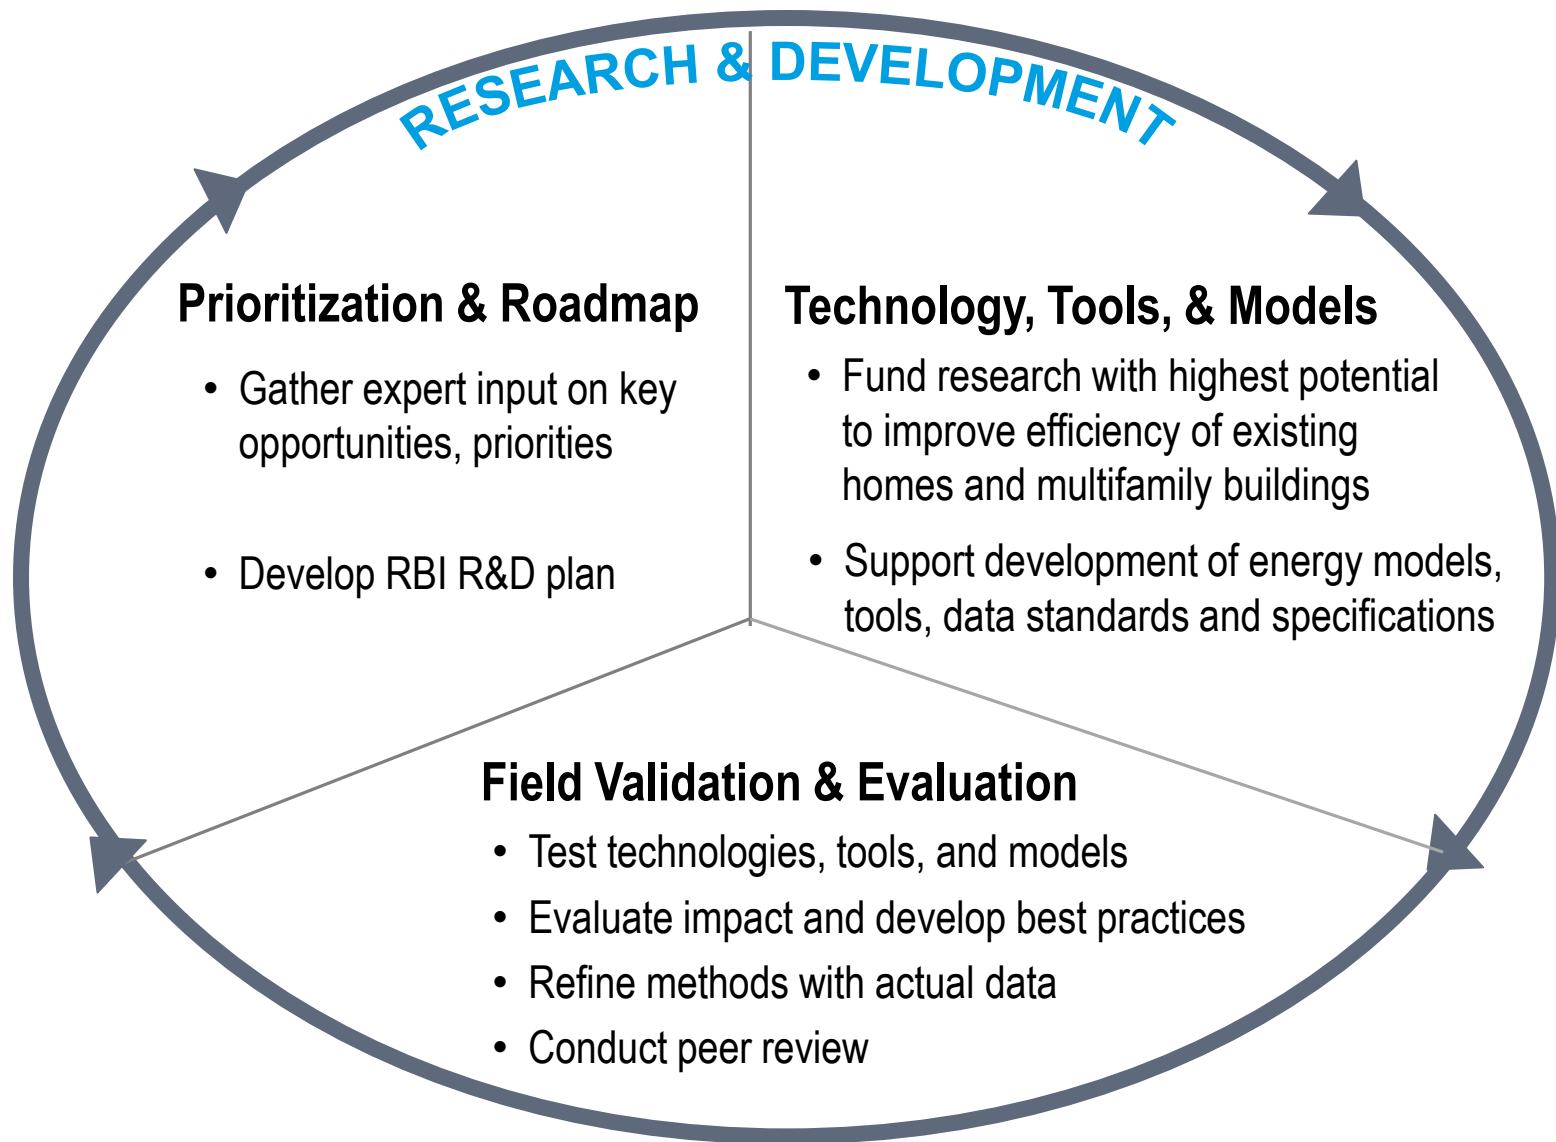 RESEARCH & DEVELOPMENT
Prioritization & Roadmap
• Gather expert input on key
opportunities, priorities
• Develop RBI R&D plan
Technology, Tools, & Models
• Fund research with highest potential
to improve efficiency of existing
homes and multifamily buildings
• Support development of energy models,
tools, data standards and specifications
Field Validation & Evaluation
• Test technologies, tools, and models
• Evaluate impact and develop best practices
• Refine methods with actual data
• Conduct peer review